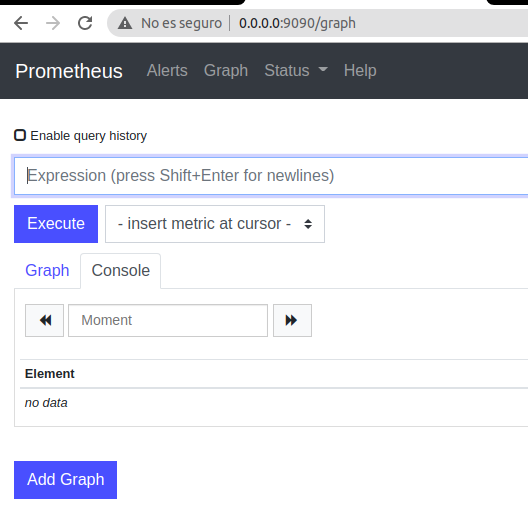 No es seguro | 0.0.0.0:9090/graph
Prometheus Alerts Graph Status Help
Enable query history
Expression (press Shift+Enter for newlines)
Execute - insert metric at cursor -
Graph Console
Moment
Element
no data
Add Graph